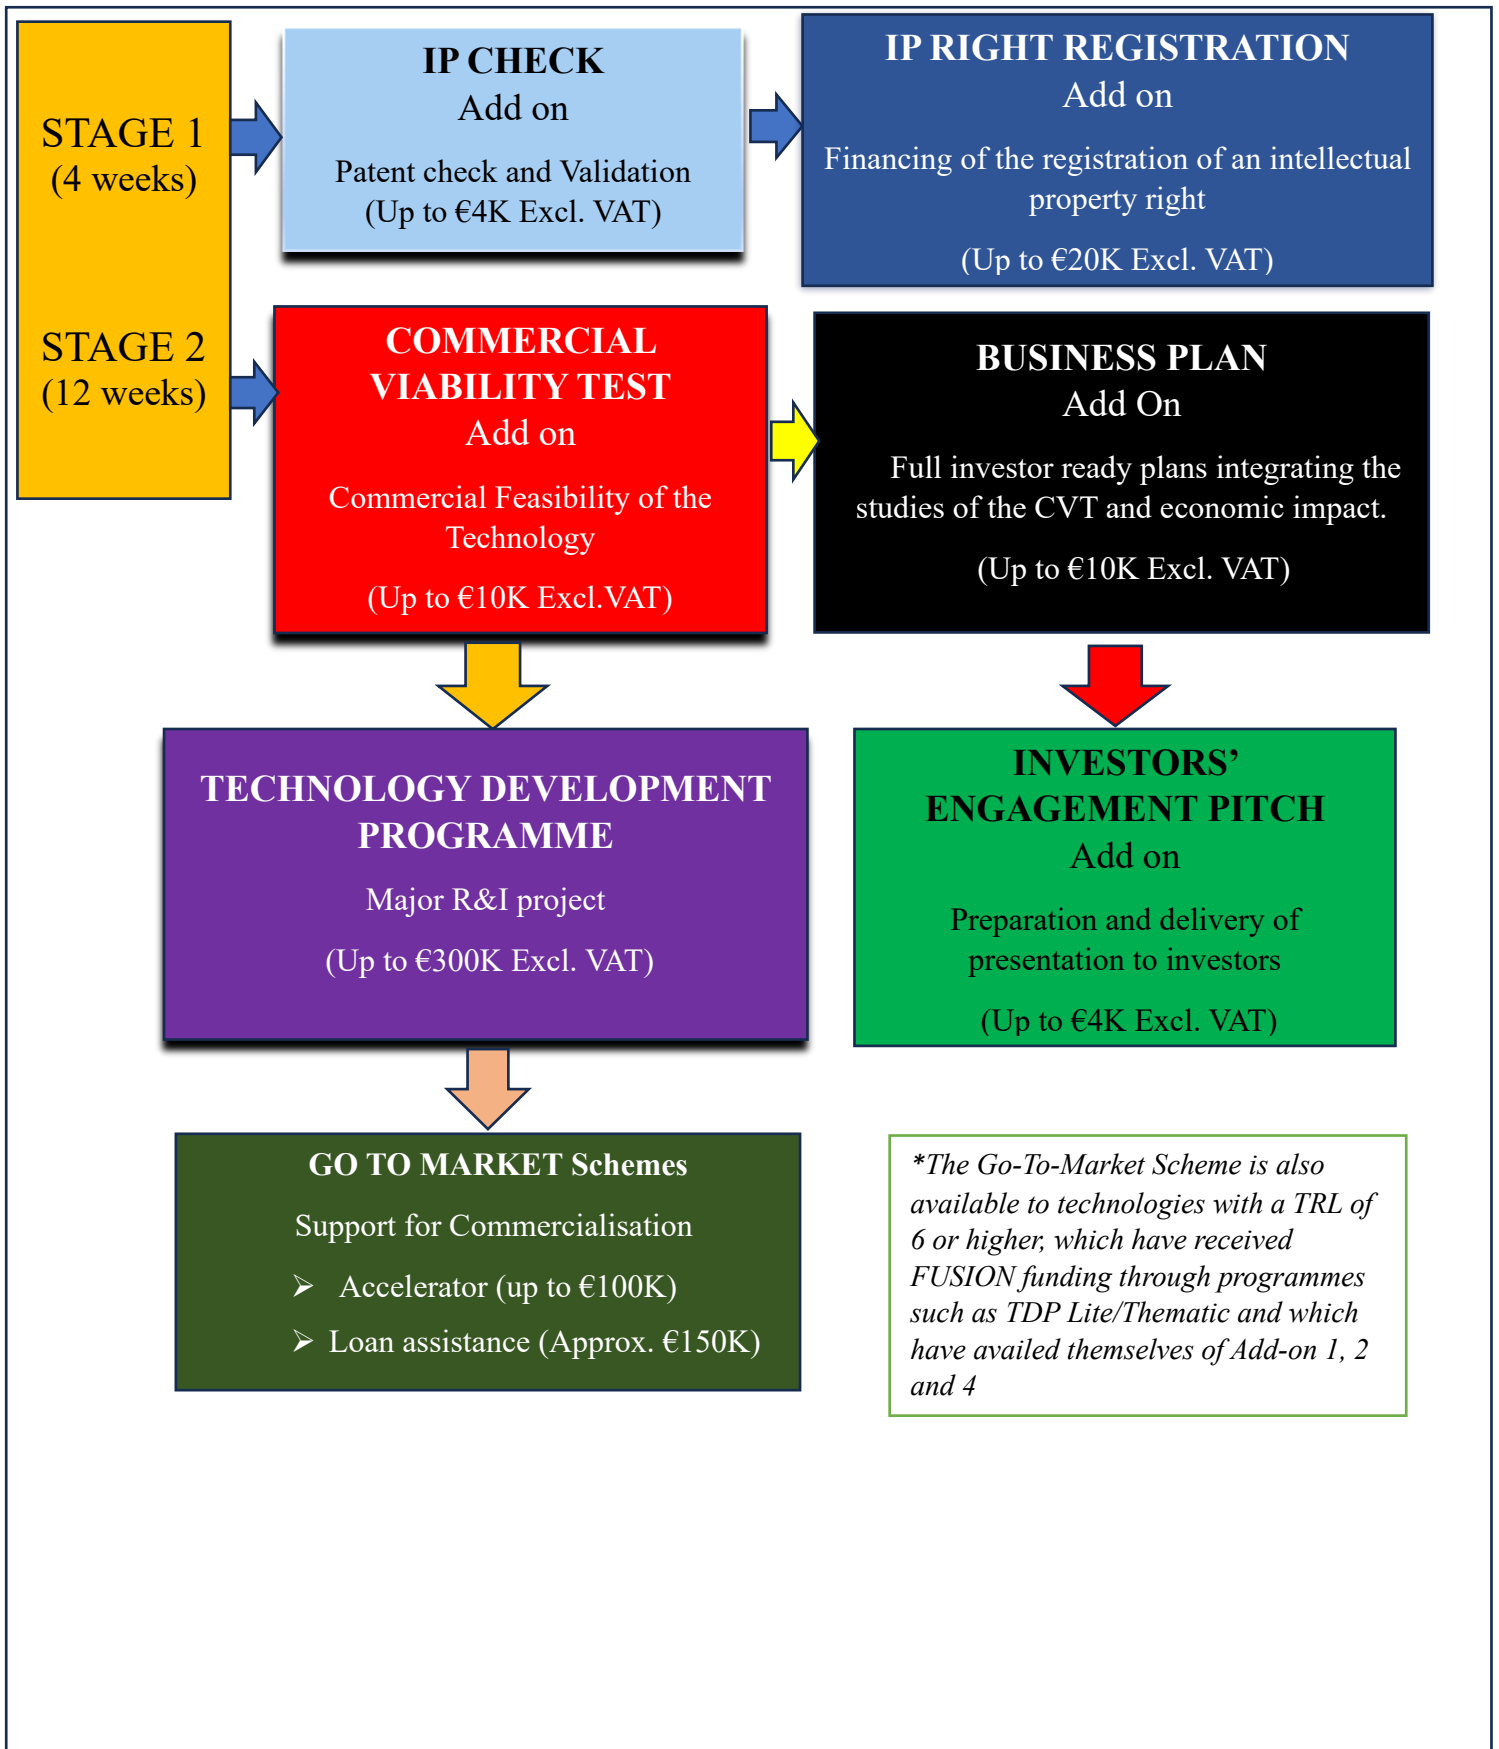 STAGE 1
(4 weeks)
IP CHECK
Add on
Patent check and Validation
(Up to €4K Excl. VAT)
IP RIGHT REGISTRATION
Add on
Financing of the registration of an intellectual
property right
(Up to €20K Excl. VAT)
STAGE 2
(12 weeks)
COMMERCIAL
VIABILITY TEST
Add on
Commercial Feasibility of the
Technology
(Up to €10K Excl.VAT)
BUSINESS PLAN
Add On
Full investor ready plans integrating the
studies of the CVT and economic impact.
(Up to €10K Excl. VAT)
TECHNOLOGY DEVELOPMENT
PROGRAMME
Major R&I project
(Up to €300K Excl. VAT)
INVESTORS’
ENGAGEMENT PITCH
Add on
Preparation and delivery of
presentation to investors
(Up to €4K Excl. VAT)
GO TO MARKET Schemes
Support for Commercialisation
➢ Accelerator (up to €100K)
➢ Loan assistance (Approx. €150K)
*The Go-To-Market Scheme is also
available to technologies with a TRL of
6 or higher, which have received
FUSION funding through programmes
such as TDP Lite/Thematic and which
have availed themselves of Add-on 1, 2
and 4